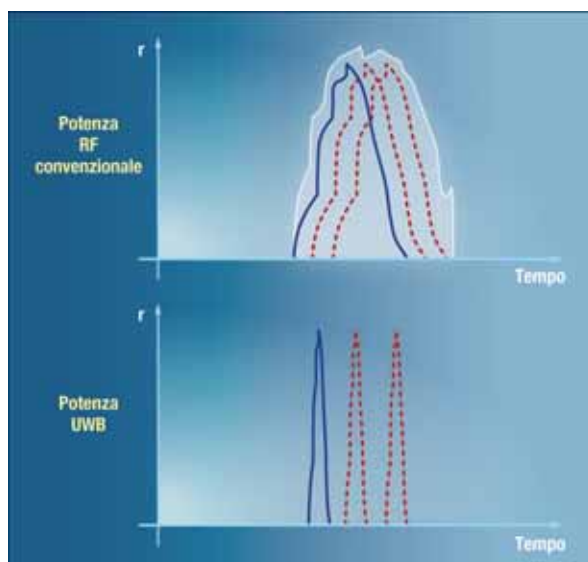 r
Potenza
RF
convenzionale
Tempo
r
Potenza
UWB
Tempo